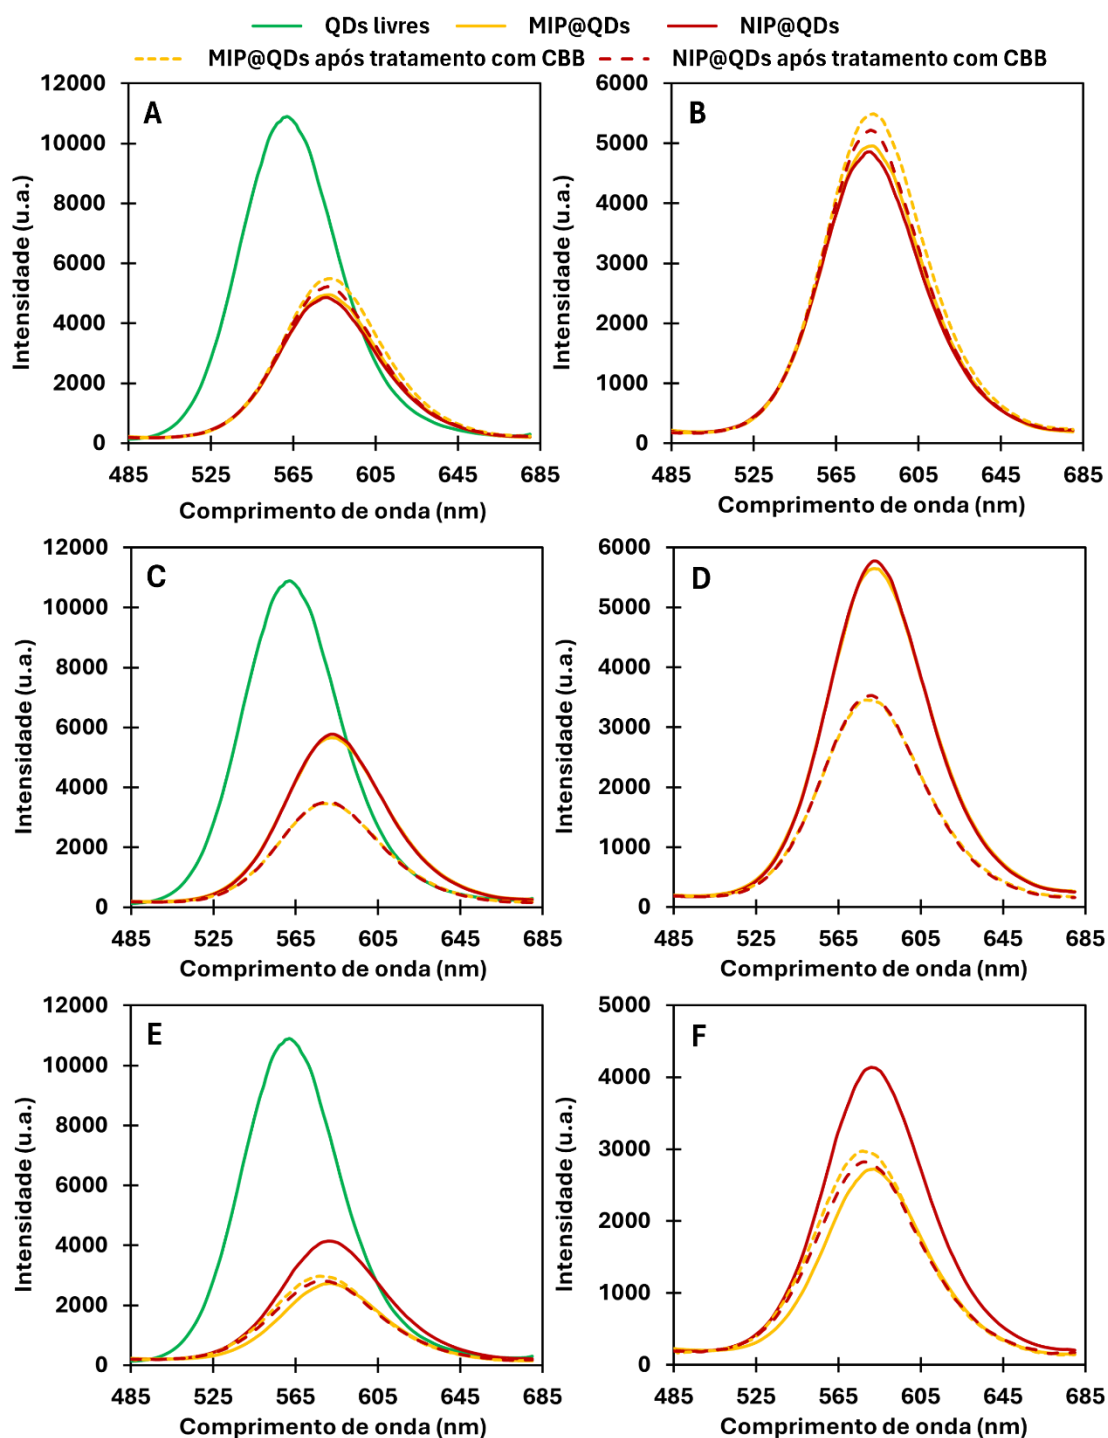 QDs livres MIP@QDs NIP@QDs
MIP@QDs após tratamento com CBB NIP@QDs após tratamento com CBB
A
Intensidade (u.a.)
12000
10000
8000
6000
4000
2000
0
485 525 565 605 645 685
Comprimento de onda (nm)
B
Intensidade (u.a.)
6000
5000
4000
3000
2000
1000
0
485 525 565 605 645 685
Comprimento de onda (nm)
C
Intensidade (u.a.)
12000
10000
8000
6000
4000
2000
0
485 525 565 605 645 685
Comprimento de onda (nm)
D
Intensidade (u.a.)
6000
5000
4000
3000
2000
1000
0
485 525 565 605 645 685
Comprimento de onda (nm)
E
Intensidade (u.a.)
12000
10000
8000
6000
4000
2000
0
485 525 565 605 645 685
Comprimento de onda (nm)
F
Intensidade (u.a.)
5000
4000
3000
2000
1000
0
485 525 565 605 645 685
Comprimento de onda (nm)